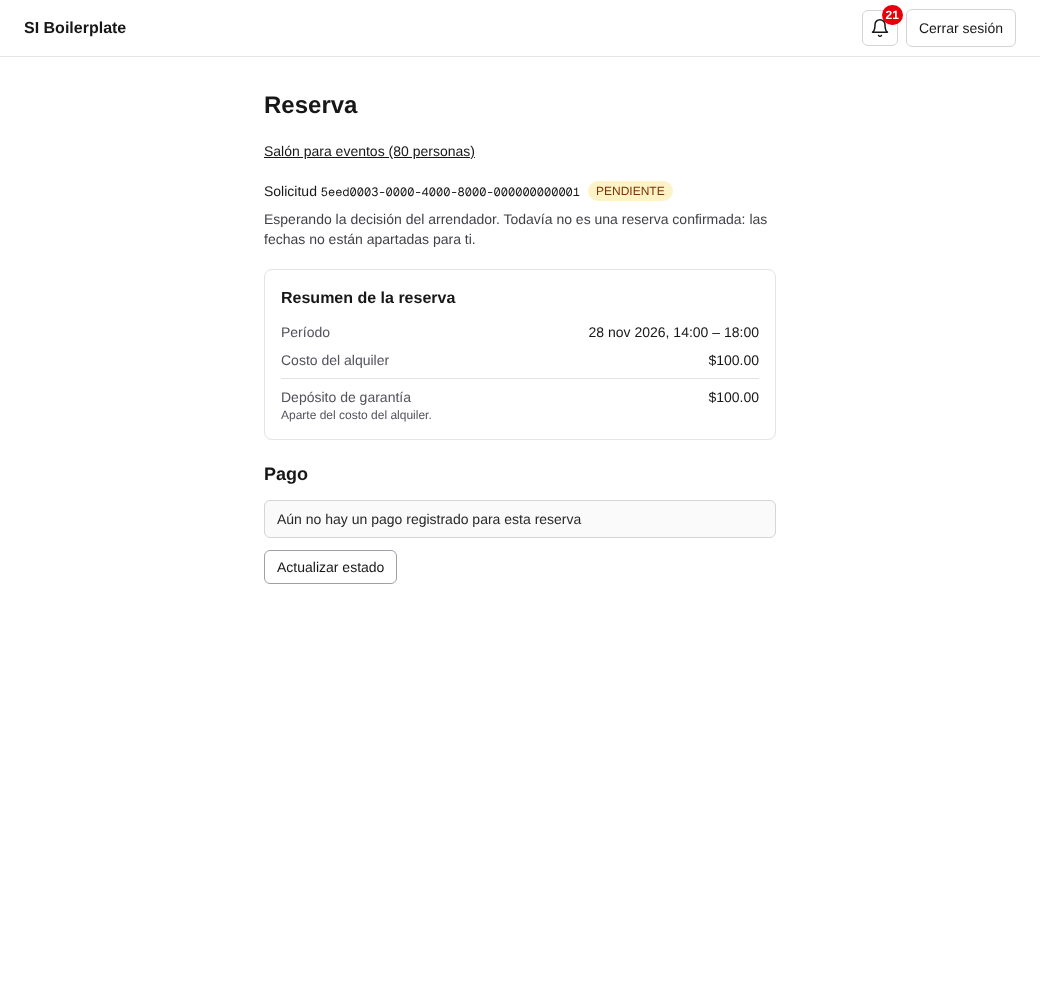 SI Boilerplate
21
Cerrar sesión
Reserva
Salón para eventos (80 personas)
Solicitud 5eed0003-0000-4000-8000-000000000001 PENDIENTE
Esperando la decisión del arrendador. Todavía no es una reserva confirmada: las
fechas no están apartadas para ti.
Resumen de la reserva
Período 28 nov 2026, 14:00 – 18:00
Costo del alquiler $100.00
Depósito de garantía $100.00
Aparte del costo del alquiler.
Pago
Aún no hay un pago registrado para esta reserva
Actualizar estado